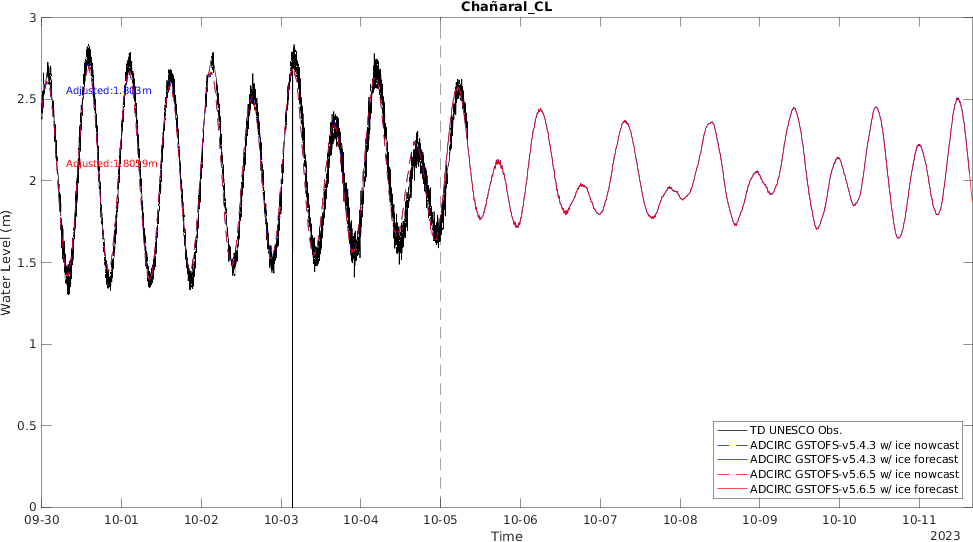 Chañaral_CL
3
2.5
2
1.5
1
0.5
0
Water Level (m)
Adjusted:1.803m
Adjusted:1.8059m
TD UNESCO Obs.
ADCIRC GSTOFS-v5.4.3 w/ ice nowcast
ADCIRC GSTOFS-v5.4.3 w/ ice forecast
ADCIRC GSTOFS-v5.6.5 w/ ice nowcast
ADCIRC GSTOFS-v5.6.5 w/ ice forecast
09-30 10-01 10-02 10-03 10-04 10-05 10-06 10-07 10-08 10-09 10-10 10-11
Time
2023